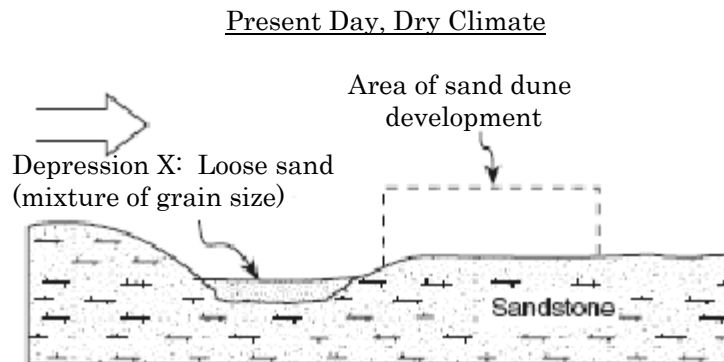 Present Day, Dry Climate
Area of sand dune
development
Depression X: Loose sand
(mixture of grain size)
Sandstone